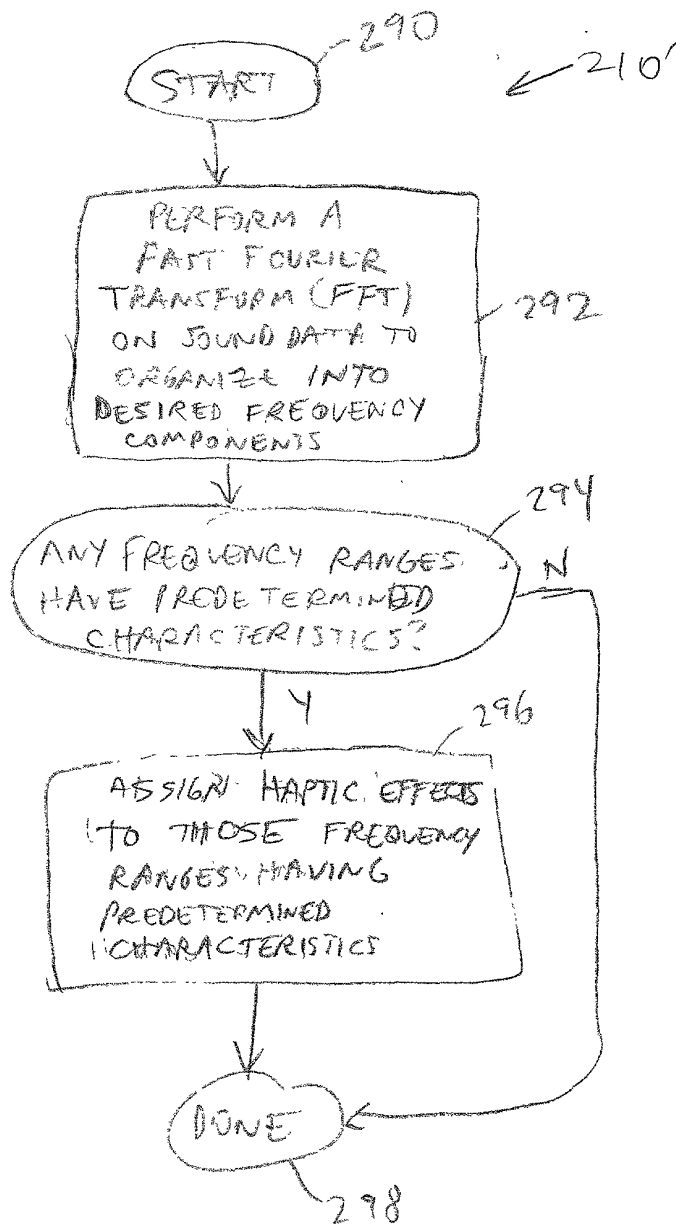 290
START
210'
PERFORM A
FAST FOURIER
TRANSFORM (FFT)
ON SOUND DATA TO
ORGANIZE INTO
DESIRED FREQUENCY
COMPONENTS
292
294
ANY FREQUENCY RANGES
HAVE PREDETERMINED
CHARACTERISTICS?
N
Y
296
ASSIGN HAPTIC EFFECTS
TO THOSE FREQUENCY
RANGES HAVING
PREDETERMINED
CHARACTERISTICS
DONE
298